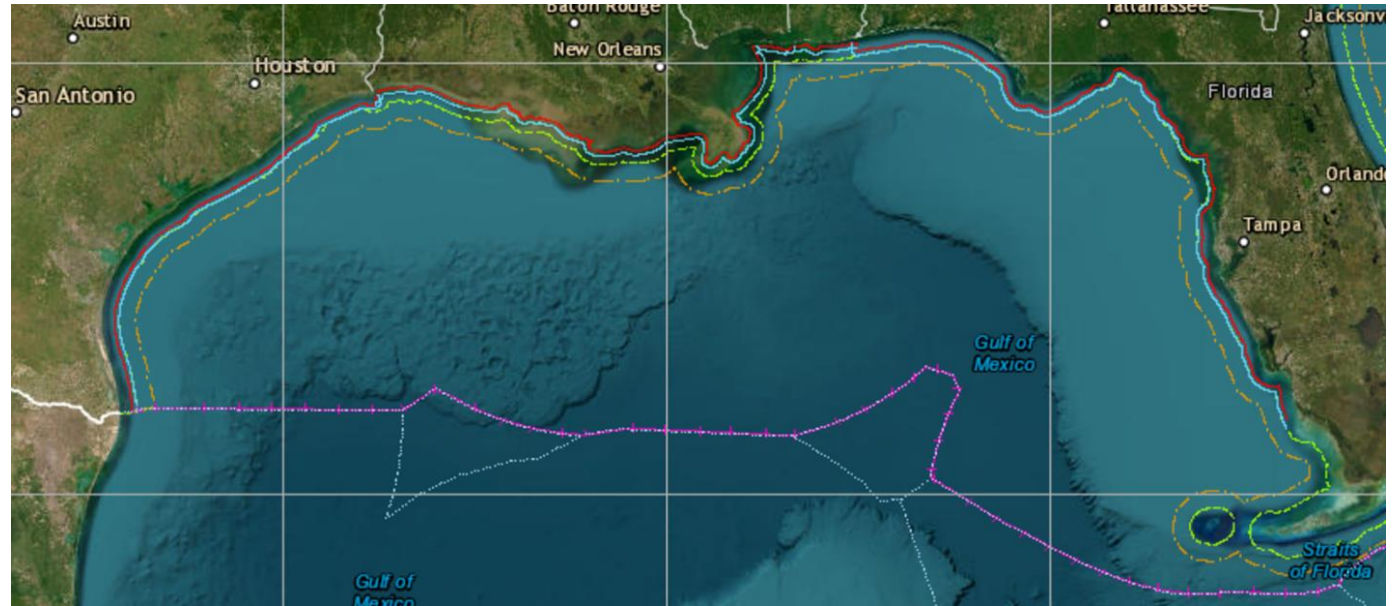 Baton Rouge
Tallahassee
Austin
Jacksonv
New Orleans
Houston
Florida
San Antonio
Orlando
Tampa
Gulf of
Mexico
Straits
of Florida
Gulf of
Mexico